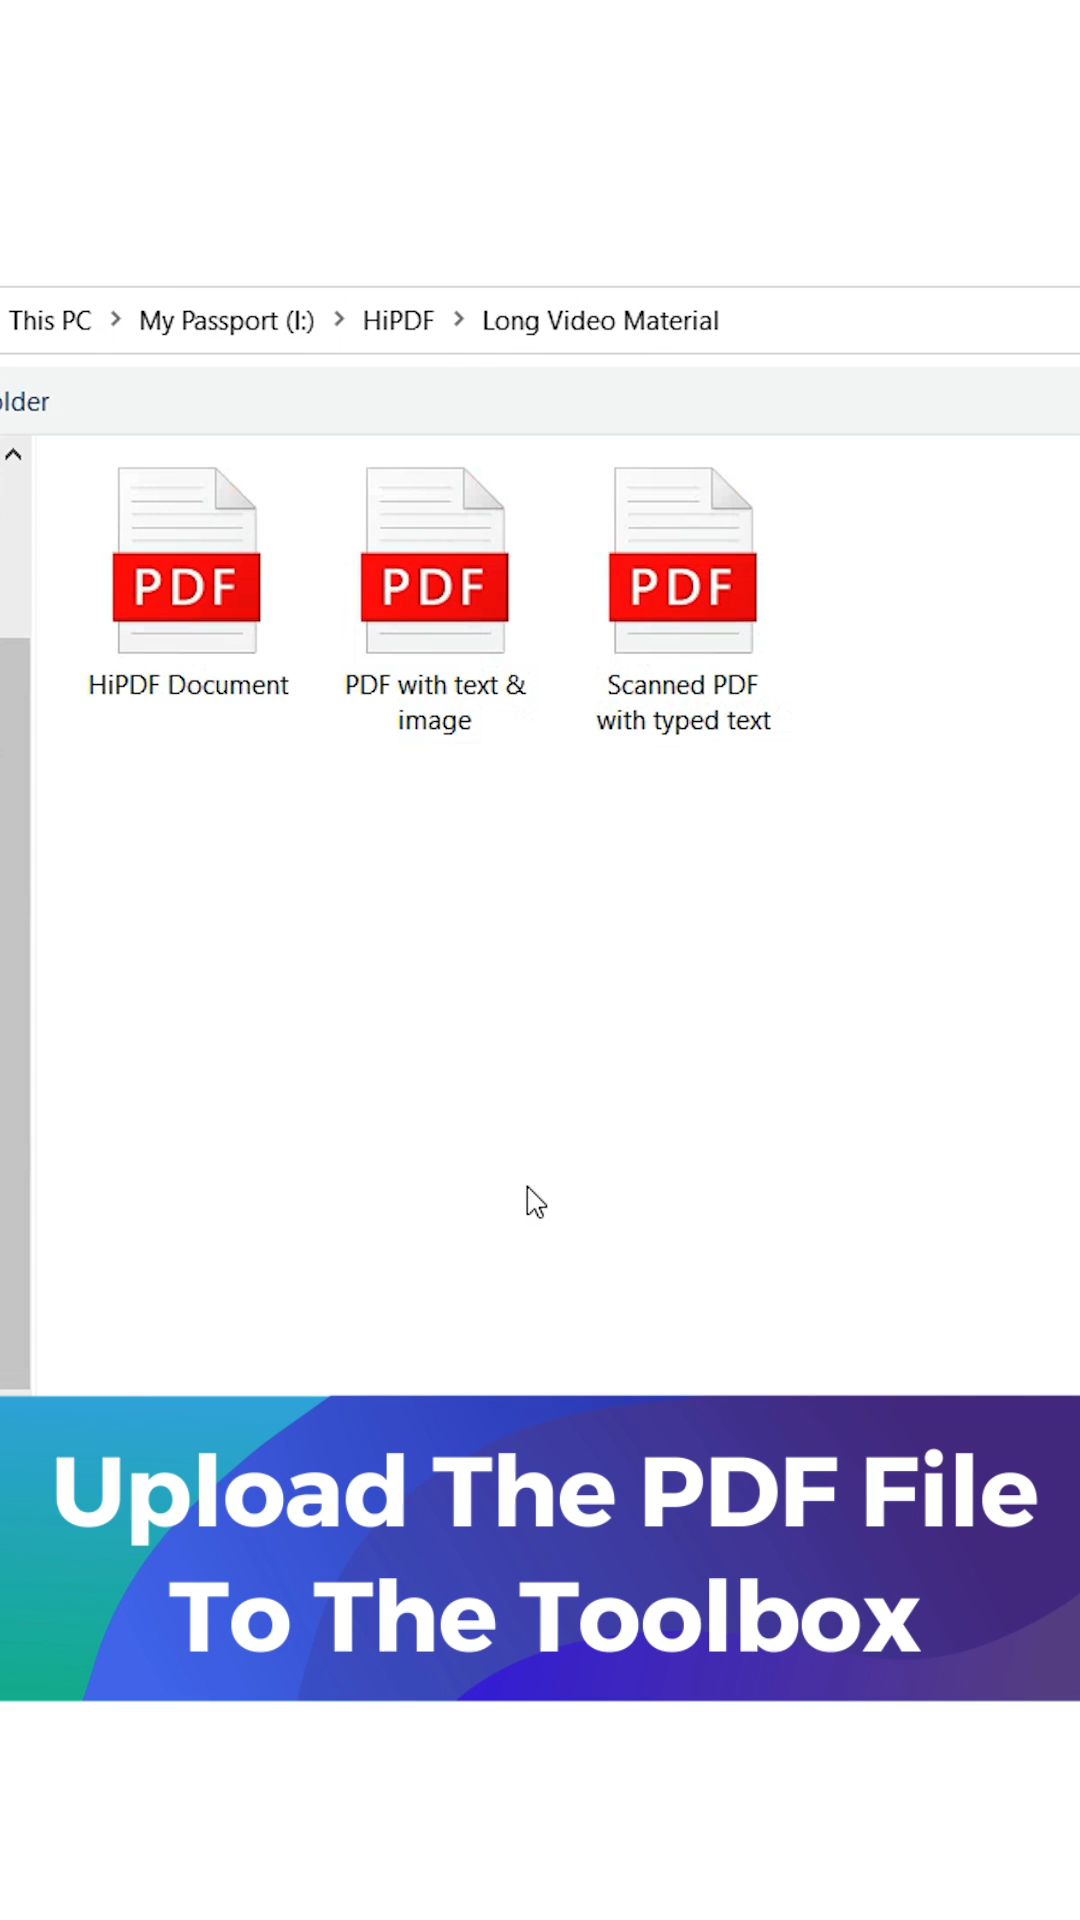 This PC > My Passport (I:) > HiPDF > Long Video Material
older
PDF PDF PDF
HiPDF Document PDF with text & Scanned PDF
image with typed text
Upload The PDF File
To The Toolbox